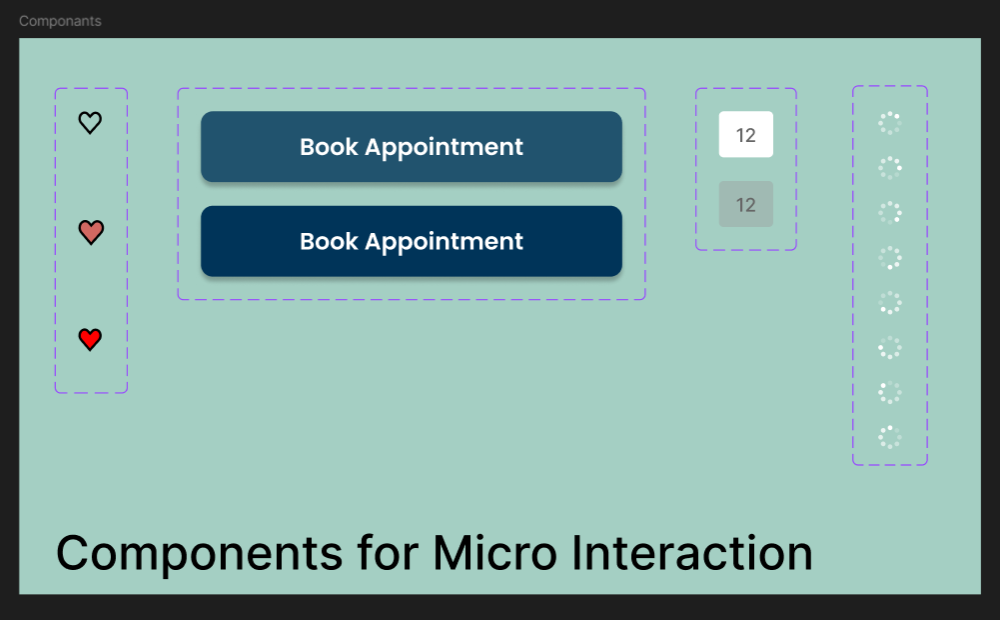 Componants
Book Appointment
Book Appointment
12
12
Components for Micro Interaction